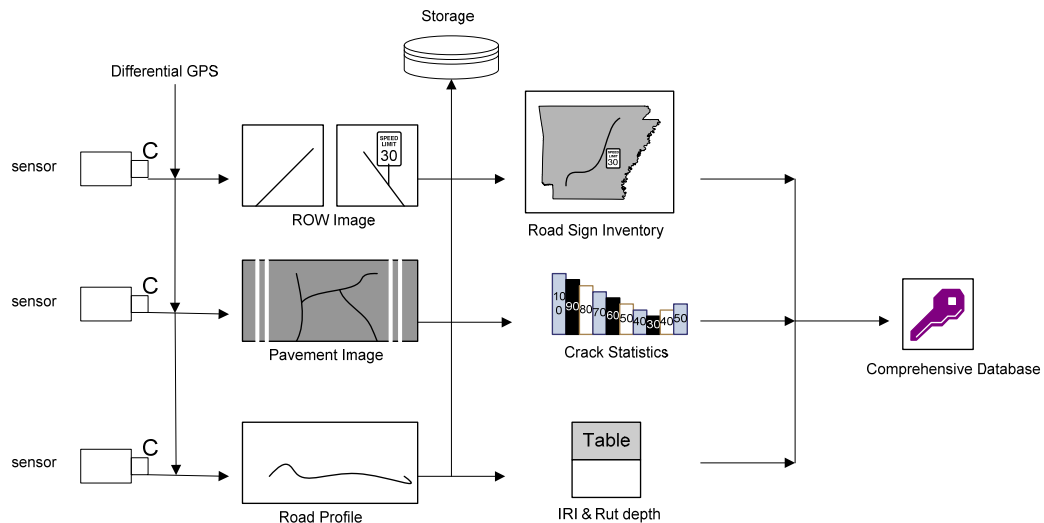 Storage
Differential GPS
C
sensor
SPEED
LIMIT
30
SPEED
LIMIT
30
ROW Image
Road Sign Inventory
C
sensor
10
0
90
80
70
60
50
40
30
40
50
Pavement Image
Crack Statistics
Comprehensive Database
C
sensor
Table
Road Profile
IRI & Rut depth